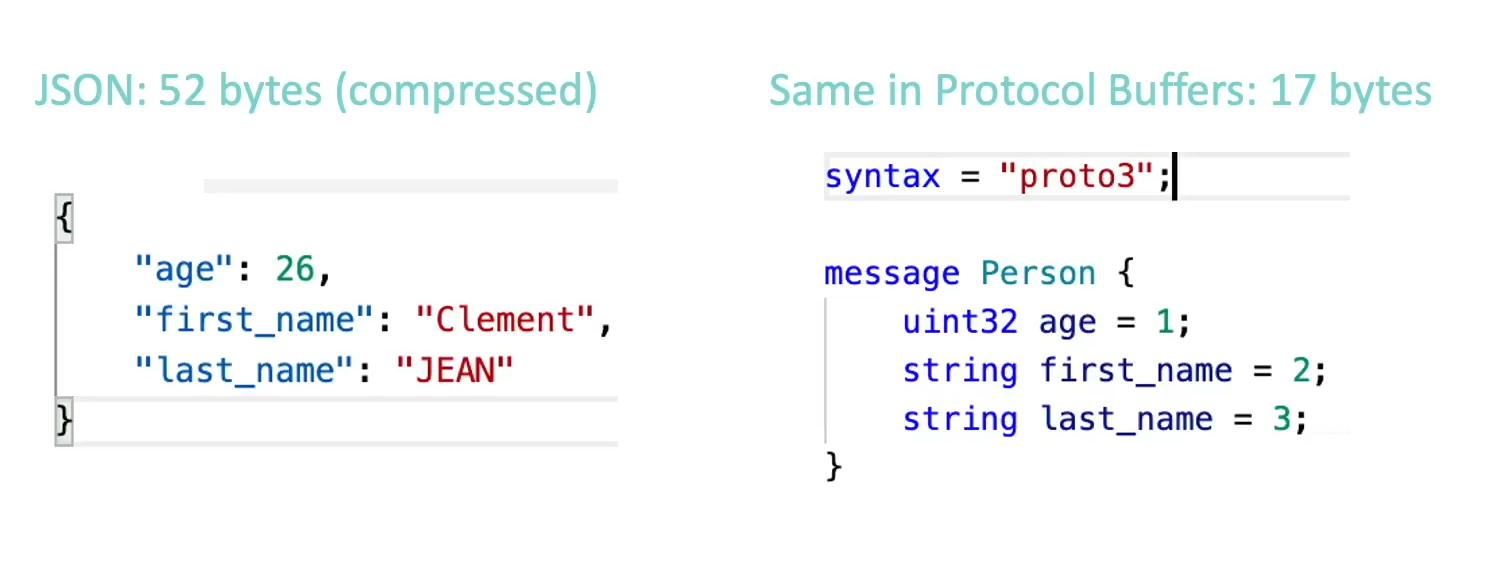 JSON: 52 bytes (compressed)
{
"age": 26,
"first_name": "Clement",
"last_name": "JEAN"
}
Same in Protocol Buffers: 17 bytes
syntax = "proto3";
message Person {
uint32 age = 1;
string first_name = 2;
string last_name = 3;
}